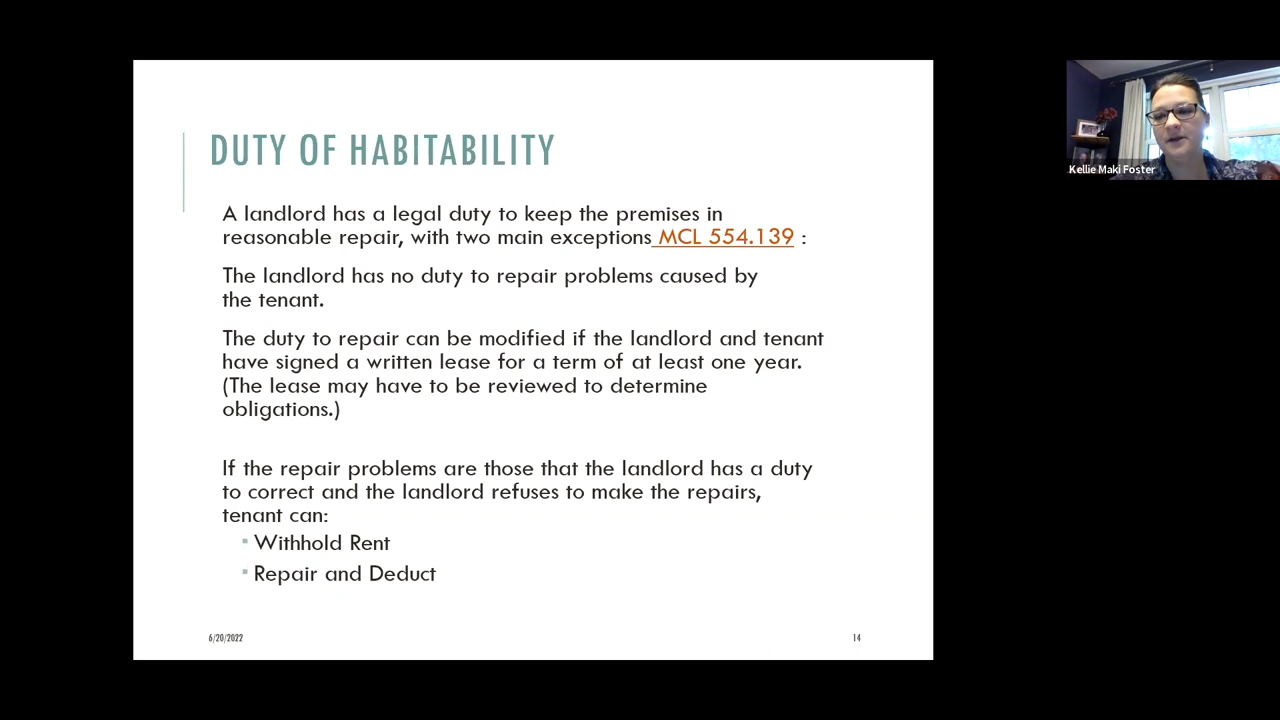 DUTY OF HABITABILITY
A landlord has a legal duty to keep the premises in
reasonable repair, with two main exceptions MCL 554.139 :
The landlord has no duty to repair problems caused by
the tenant.
The duty to repair can be modified if the landlord and tenant
have signed a written lease for a term of at least one year.
(The lease may have to be reviewed to determine
obligations.)
If the repair problems are those that the landlord has a duty
to correct and the landlord refuses to make the repairs,
tenant can:
▪ Withhold Rent
▪ Repair and Deduct
6/20/2022
14
Kellie Maki Foster